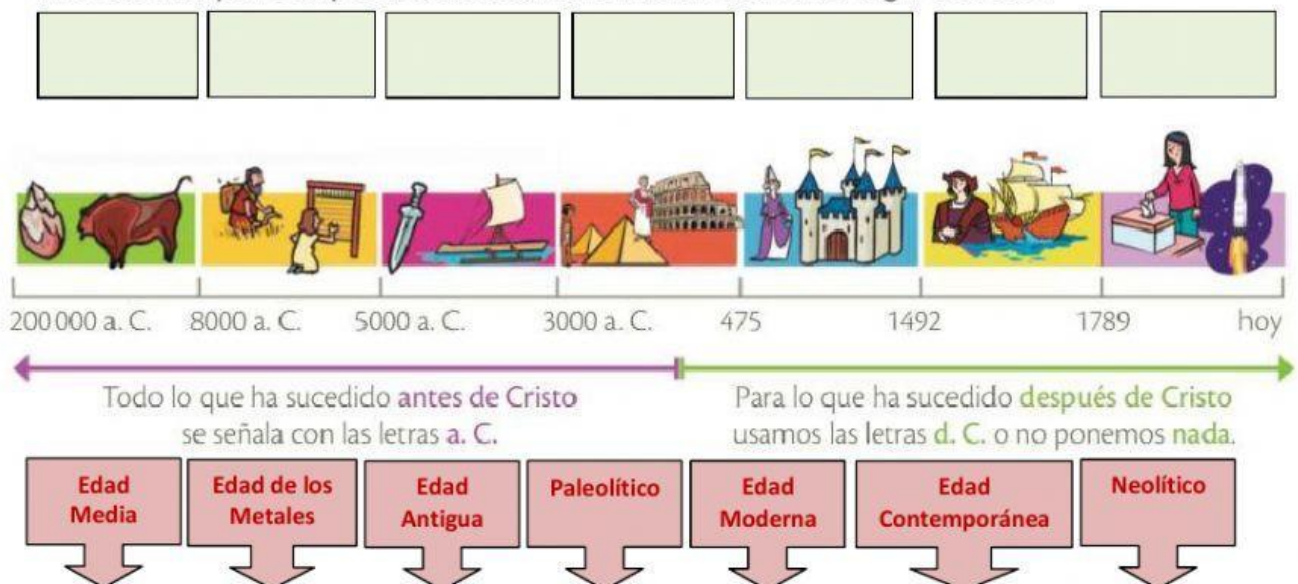 200 000 a. C. 8000 a. C. 5000 a. C. 3000 a. C. 475 1492 1789 hoy
Todo lo que ha sucedido antes de Cristo
se señala con las letras a. C.
Para lo que ha sucedido después de Cristo
usamos las letras d. C. o no ponemos nada.
Edad
Media
Edad de los
Metales
Edad
Antigua
Paleolítico
Edad
Moderna
Edad
Contemporánea
Neolítico